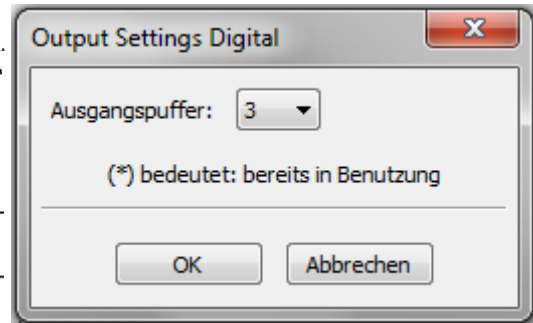 Output Settings Digital
Ausgangspuffer: 3
(*) bedeutet: bereits in Benutzung
OK Abbrechen